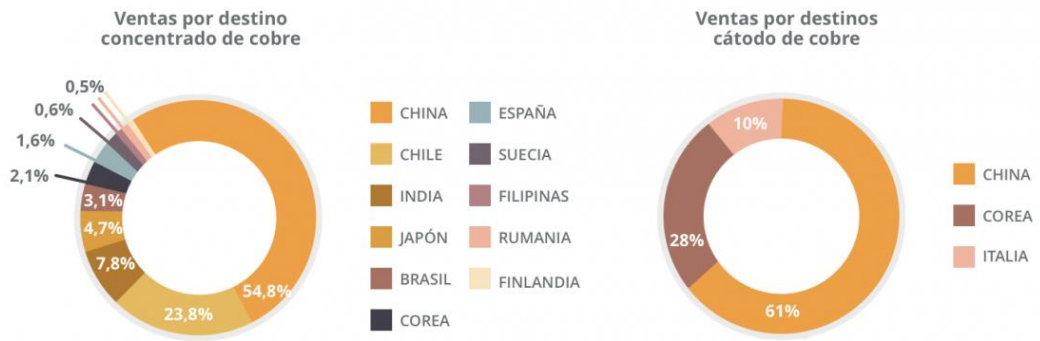 Ventas por destino
concentrado de cobre
0,5%
0,6%
1,6%
2,1%
3,1%
4,7%
7,8%
23,8%
54,8%
CHINA
CHILE
INDIA
JAPÓN
BRASIL
COREA
ESPAÑA
SUECIA
FILIPINAS
RUMANIA
FINLANDIA
Ventas por destinos
cátodo de cobre
10%
28%
61%
CHINA
COREA
ITALIA